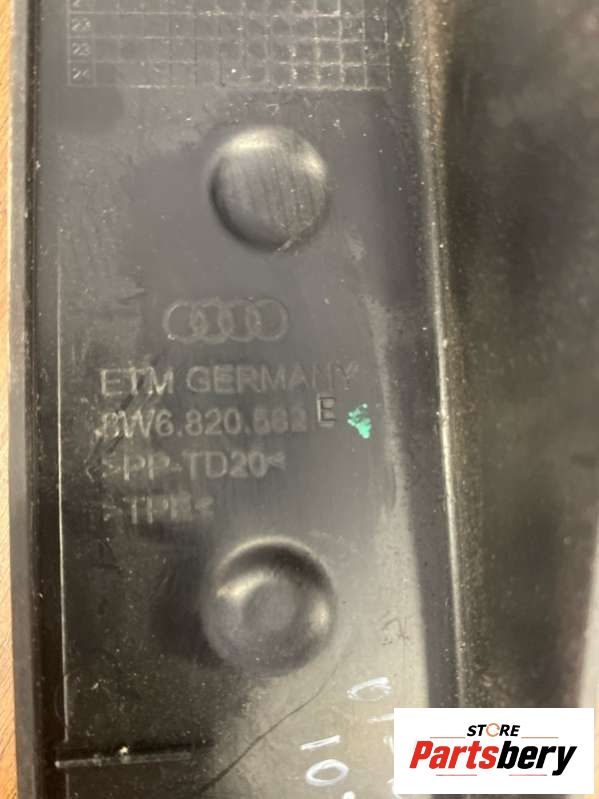 ETM GERMANY
8W6.820.582 E
>PP-TD20<
>TPE<
STORE
Partsbery